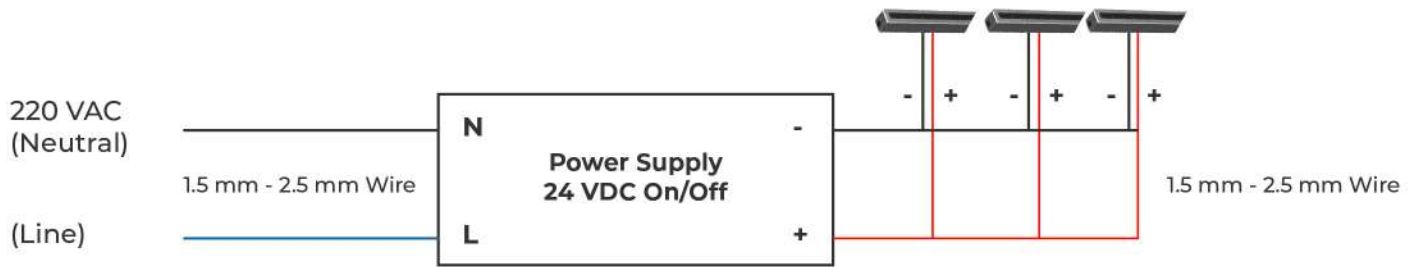 - + - + - +
220 VAC
(Neutral)
N -
Power Supply
24 VDC On/Off
1.5 mm - 2.5 mm Wire
1.5 mm - 2.5 mm Wire
(Line)
L +